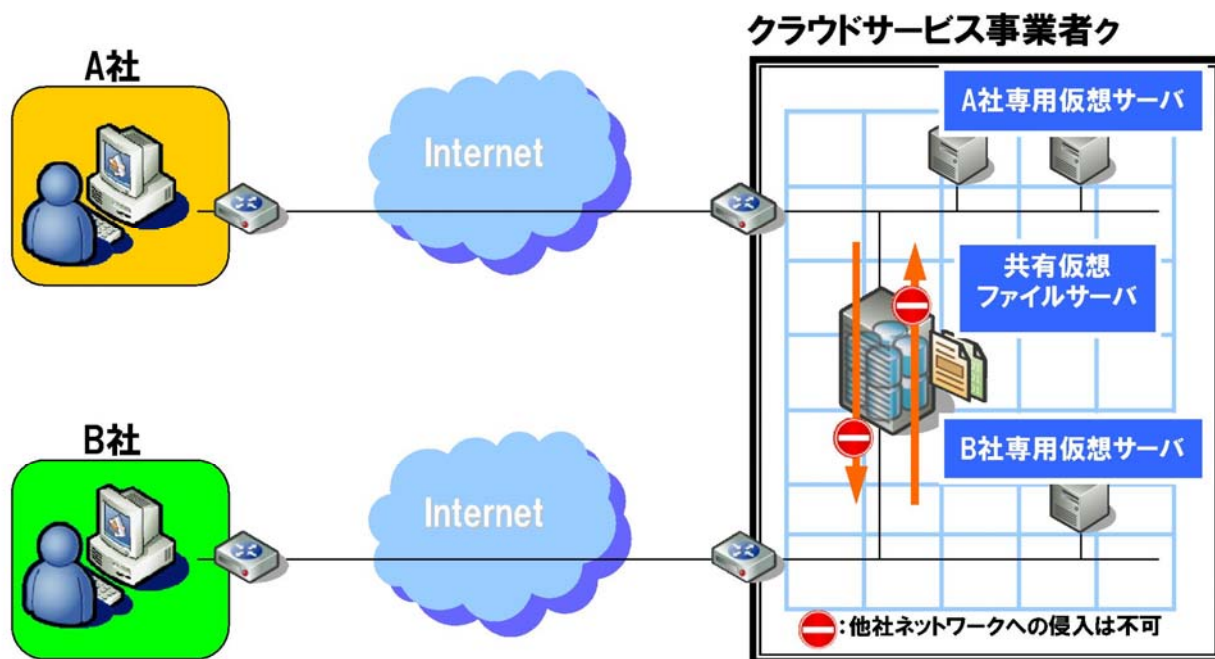 クラウドサービス事業者ク
A社
A社専用仮想サーバ
Internet
共有仮想
ファイルサーバ
B社
B社専用仮想サーバ
Internet
:他社ネットワークへの侵入は不可